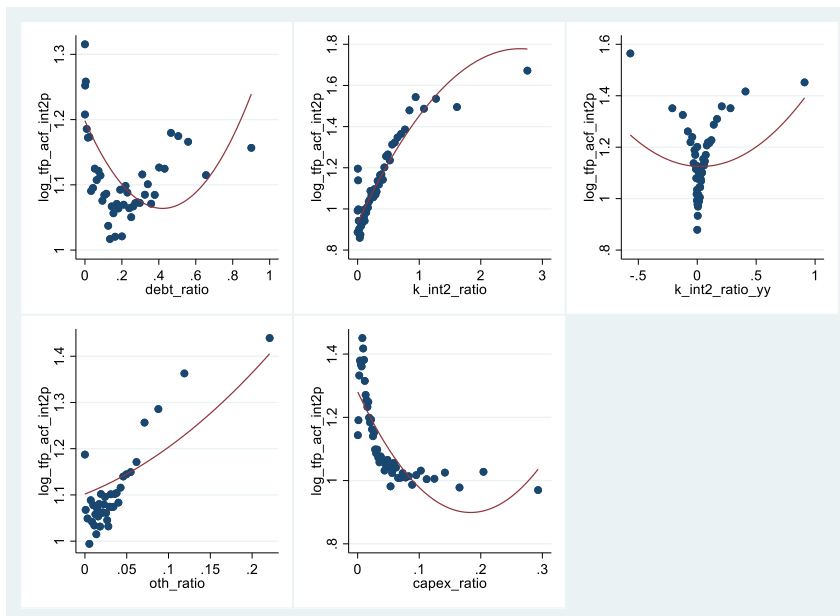 log_tfp_acf_int2p
1 1.1 1.2 1.3
0 .2 .4 .6 .8 1
debt_ratio
log_tfp_acf_int2p
.8 1 1.2 1.4 1.6 1.8
0 1 2 3
k_int2_ratio
log_tfp_acf_int2p
.8 1 1.2 1.4 1.6
-.5 0 .5 1
k_int2_ratio_yy
log_tfp_acf_int2p
1 1.1 1.2 1.3 1.4
0 .05 .1 .15 .2
oth_ratio
log_tfp_acf_int2p
.8 1 1.2 1.4
0 .1 .2 .3
capex_ratio